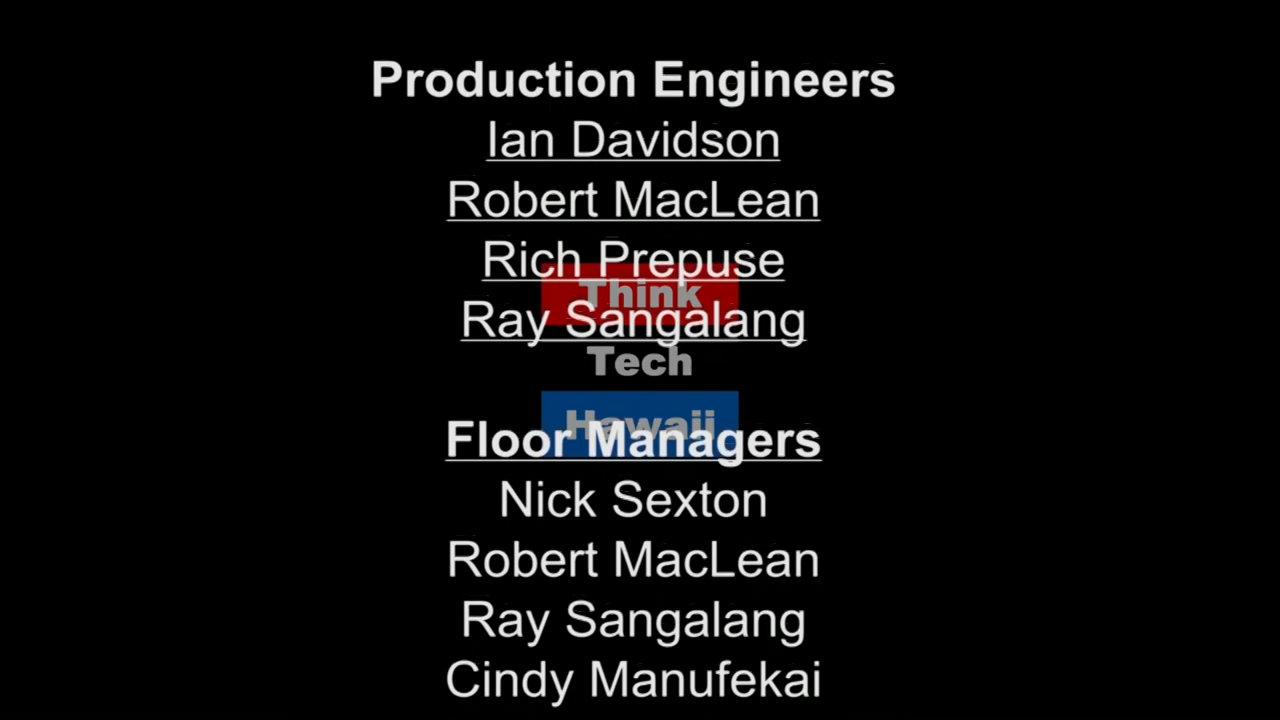 Production Engineers
Ian Davidson
Robert MacLean
Rich Prepuse
Think
Ray Sangalang
Tech
Hawaii
Floor Managers
Nick Sexton
Robert MacLean
Ray Sangalang
Cindy Manufekai